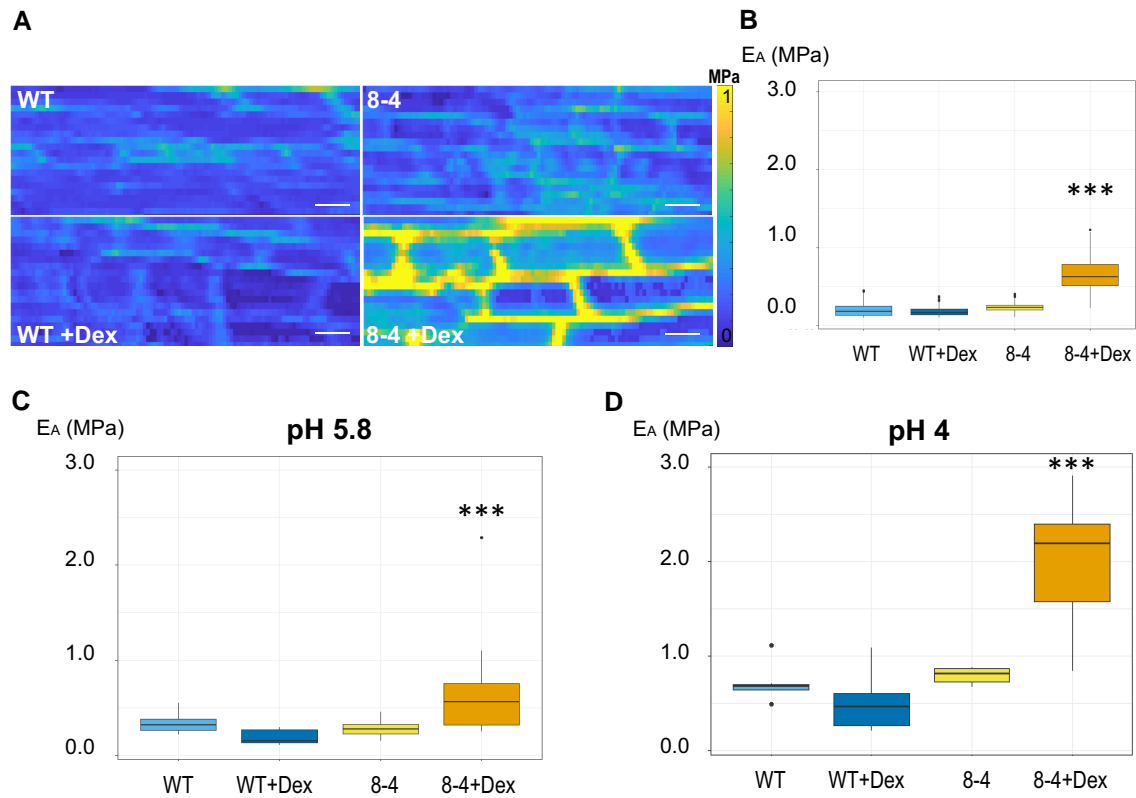 A
WT
8-4
WT +Dex
8-4 +Dex
MPa
1
0
B
EA (MPa)
3.0
2.0
1.0
0.0
***
WT
WT+Dex
8-4
8-4+Dex
C
EA (MPa)
pH 5.8
3.0
2.0
1.0
0.0
***
WT
WT+Dex
8-4
8-4+Dex
D
EA (MPa)
pH 4
3.0
2.0
1.0
0.0
***
WT
WT+Dex
8-4
8-4+Dex